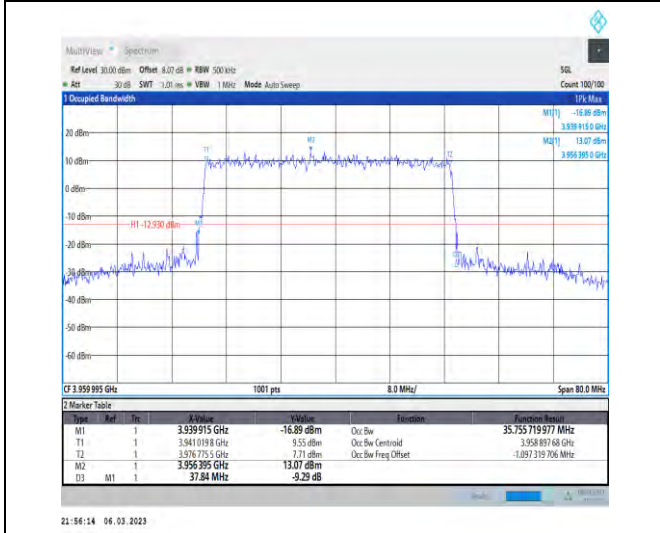 MultiView Spectrum
Ref Level 30.00 dBm Offset 8.07 dB RBW 500 kHz SGL
Att 30 dB SWT 1.01 ms VBW 1 MHz Mode Auto Sweep Count 100/100
1 Occupied Bandwidth 1Pk Max
M1[1] -16.89 dBm
3.939 915 0 GHz
M2[1] 13.07 dBm
3.956 395 0 GHz
20 dBm
M2
T1 T2
10 dBm
0 dBm
-10 dBm
H1 -12.930 dBm
M1
-20 dBm
-30 dBm
-40 dBm
-50 dBm
-60 dBm
CF 3.959 995 GHz 1001 pts 8.0 MHz/ Span 80.0 MHz
2 Marker Table
Type Ref Trc X-Value Y-Value Function Function Result
M1 1 3.939 915 GHz -16.89 dBm Occ Bw 35.755 719 977 MHz
T1 1 3.941 019 8 GHz 9.55 dBm Occ Bw Centroid 3.958 897 68 GHz
T2 1 3.976 775 5 GHz 7.71 dBm Occ Bw Freq Offset -1.097 319 706 MHz
M2 1 3.956 395 GHz 13.07 dBm
D3 M1 1 37.84 MHz -9.29 dB
21:56:14 06.03.2023